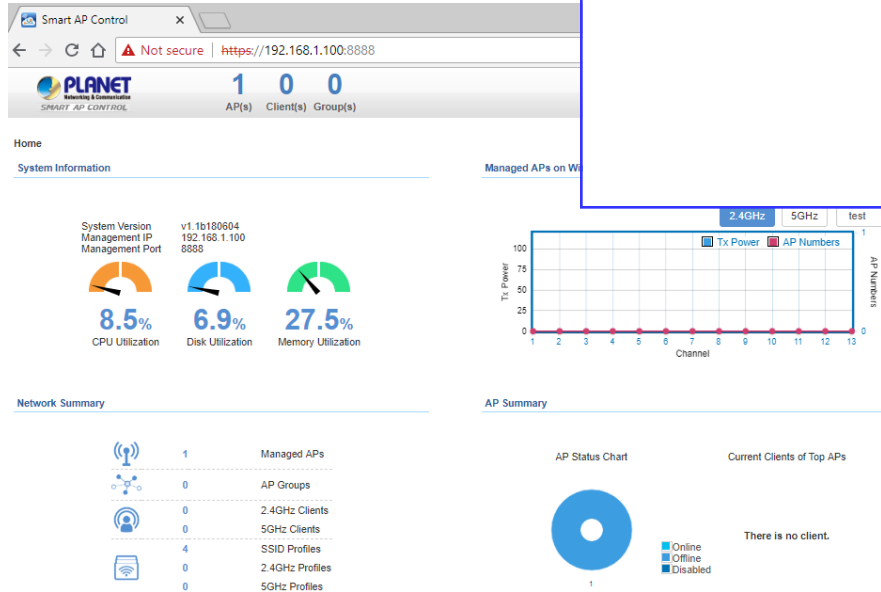 Smart AP Control
Not secure | https://192.168.1.100:8888
PLANET
Networking & Communication
SMART AP CONTROL
1 0 0
AP(s) Client(s) Group(s)
Home
System Information
System Version v1.1b180604
Management IP 192.168.1.100
Management Port 8888
8.5% 6.9% 27.5%
CPU Utilization Disk Utilization Memory Utilization
Managed APs on
2.4GHz 5GHz test
Tx Power AP Numbers
Tx Power
100
75
50
25
0
1
0
AP Numbers
1 2 3 4 5 6 7 8 9 10 11 12 13
Channel
Network Summary
1 Managed APs
0 AP Groups
0 2.4GHz Clients
0 5GHz Clients
4 SSID Profiles
0 2.4GHz Profiles
0 5GHz Profiles
AP Summary
AP Status Chart
Online
Offline
Disabled
1
Current Clients of Top APs
There is no client.